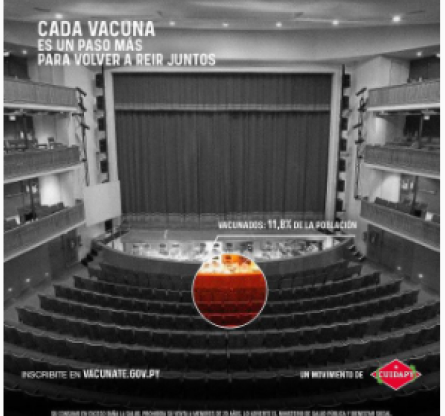 CADA VACUNA
ES UN PASO MÁS
PARA VOLVER A REIR JUNTOS
VACUNADOS: 11,8% DE LA POBLACIÓN
INSCRIBITE EN VACUNATE.GOV.PY
UN MOVIMIENTO DE CUIDAPY